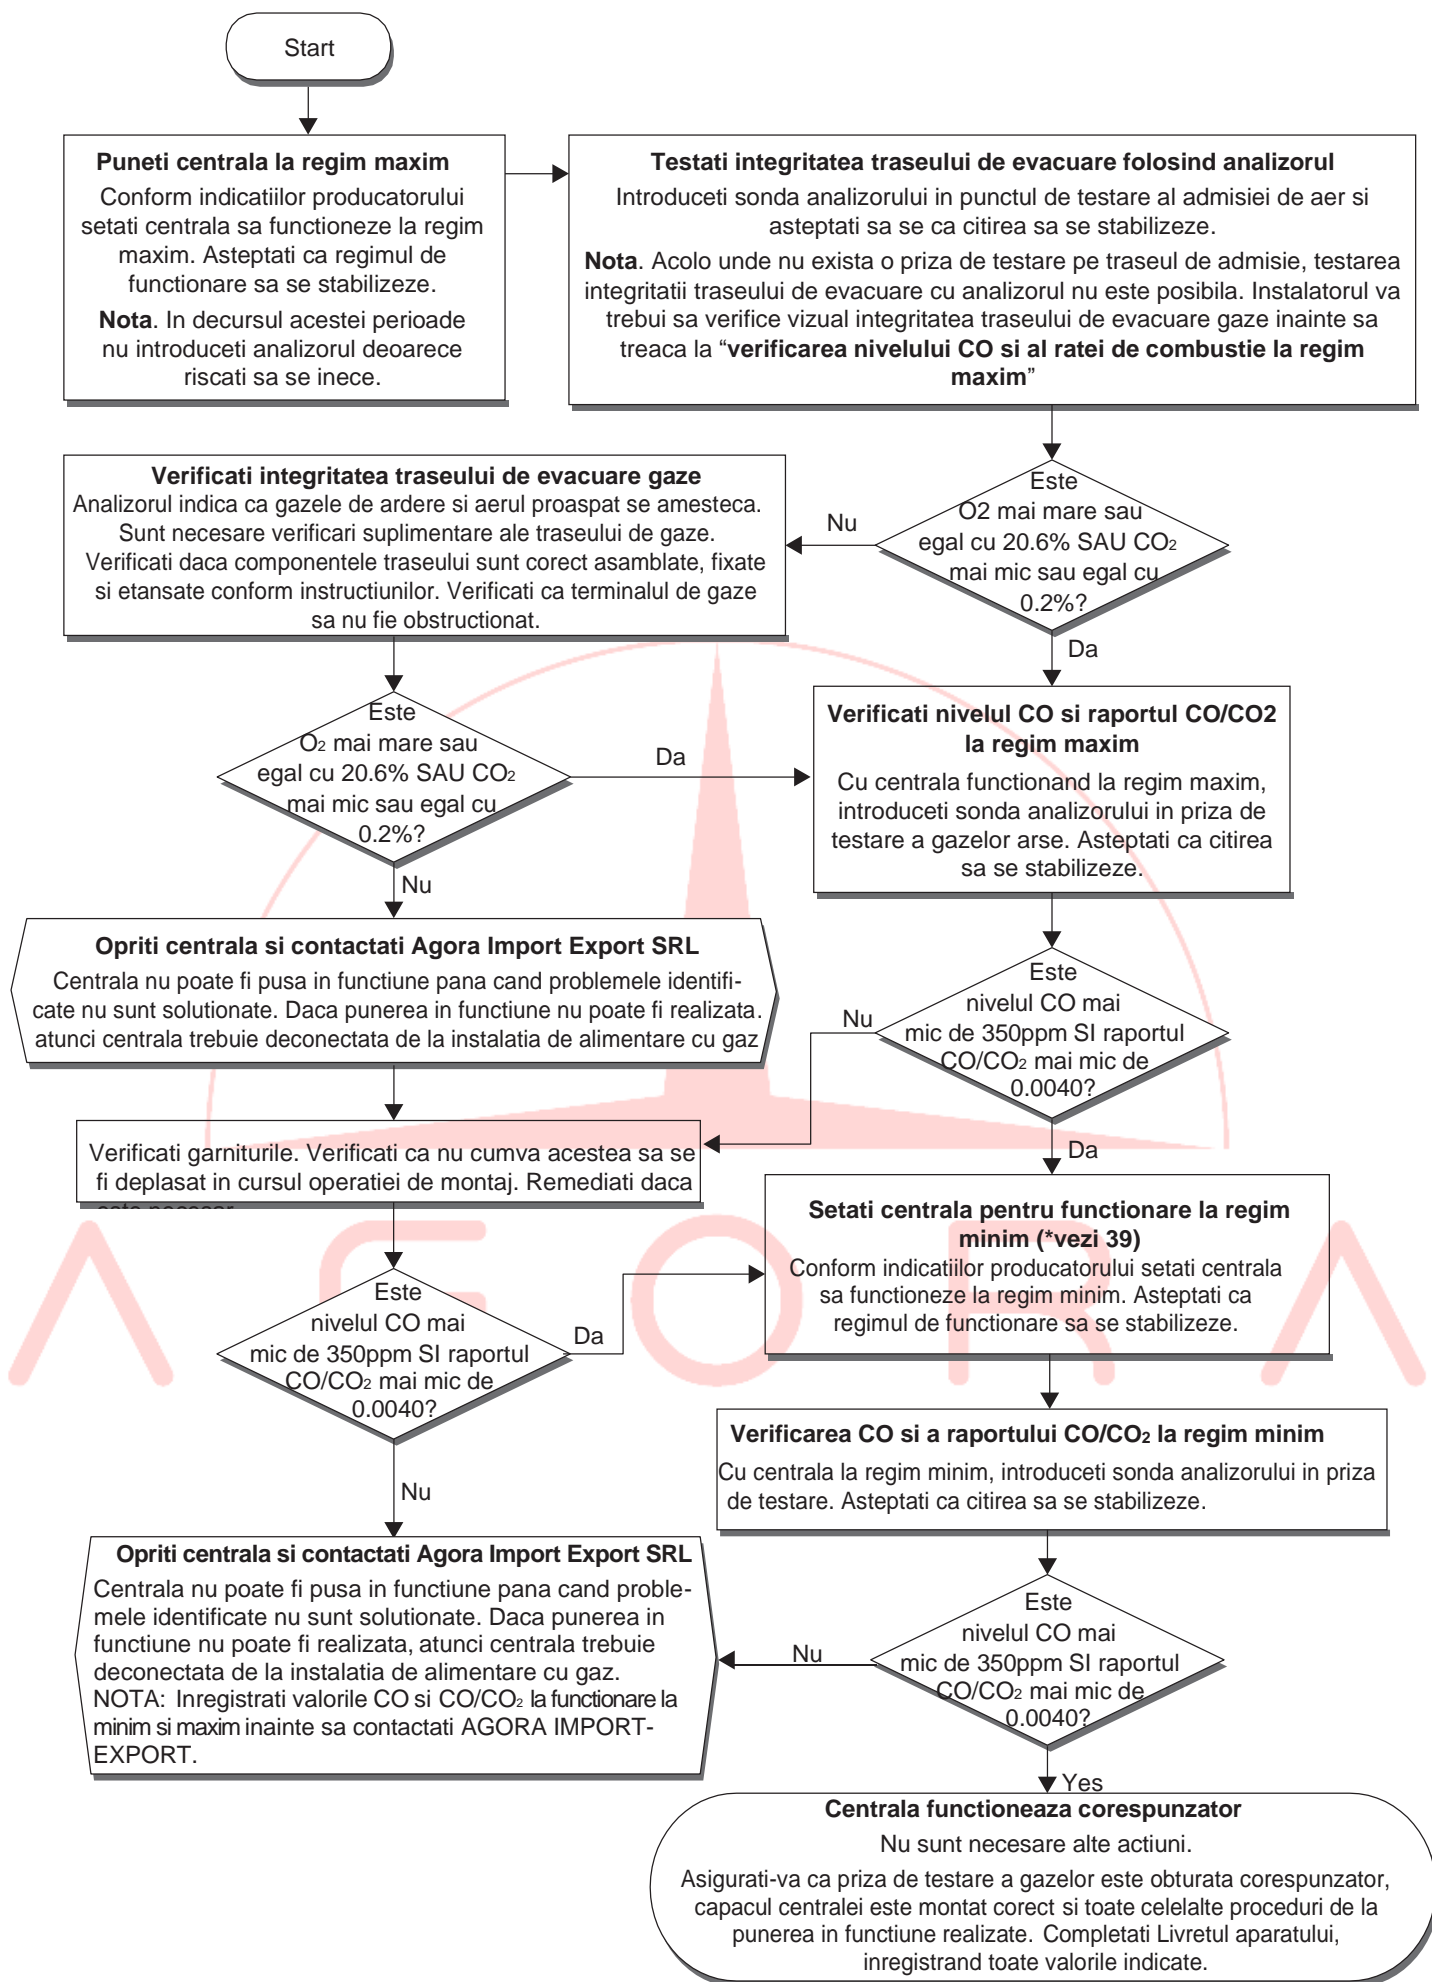 Start
Puneti centrala la regim maxim
Conform indicatiilor producatorului
setati centrala sa functioneze la regim
maxim. Asteptati ca regimul de
functionare sa se stabilizeze.
Nota. In decursul acestei perioade
nu introduceti analizorul deoarece
riscati sa se inece.
Testati integritatea traseului de evacuare folosind analizorul
Introduceti sonda analizorului in punctul de testare al admisiei de aer si
asteptati sa se ca citirea sa se stabilizeze.
Nota. Acolo unde nu exista o priza de testare pe traseul de admisie, testarea
integritatii traseului de evacuare cu analizorul nu este posibila. Instalatorul va
trebui sa verifice vizual integritatea traseului de evacuare gaze inainte sa
treaca la “verificarea nivelului CO si al ratei de combustie la regim
maxim”
Este
O2 mai mare sau
egal cu 20.6% SAU CO2
mai mic sau egal cu
0.2%?
Nu
Da
Verificati integritatea traseului de evacuare gaze
Analizorul indica ca gazele de ardere si aerul proaspat se amesteca.
Sunt necesare verificari suplimentare ale traseului de gaze.
Verificati daca componentele traseului sunt corect asamblate, fixate
si etansate conform instructiunilor. Verificati ca terminalul de gaze
sa nu fie obstructionat.
Este
O2 mai mare sau
egal cu 20.6% SAU CO2
mai mic sau egal cu
0.2%?
Da
Nu
Verificati nivelul CO si raportul CO/CO2
la regim maxim
Cu centrala functionand la regim maxim,
introduceti sonda analizorului in priza de
testare a gazelor arse. Asteptati ca citirea
sa se stabilizeze.
Opriti centrala si contactati Agora Import Export SRL
Centrala nu poate fi pusa in functiune pana cand problemele identifi-
cate nu sunt solutionate. Daca punerea in functiune nu poate fi realizata.
atunci centrala trebuie deconectata de la instalatia de alimentare cu gaz
Este
nivelul CO mai
mic de 350ppm SI raportul
CO/CO2 mai mic de
0.0040?
Nu
Da
Verificati garniturile. Verificati ca nu cumva acestea sa se
fi deplasat in cursul operatiei de montaj. Remediati daca
Setati centrala pentru functionare la regim
minim (*vezi 39)
Conform indicatiilor producatorului setati centrala
sa functioneze la regim minim. Asteptati ca
regimul de functionare sa se stabilizeze.
AGORA
Este
nivelul CO mai
mic de 350ppm SI raportul
CO/CO2 mai mic de
0.0040?
Da
Nu
Verificarea CO si a raportului CO/CO2 la regim minim
Cu centrala la regim minim, introduceti sonda analizorului in priza
de testare. Asteptati ca citirea sa se stabilizeze.
Opriti centrala si contactati Agora Import Export SRL
Centrala nu poate fi pusa in functiune pana cand proble-
mele identificate nu sunt solutionate. Daca punerea in
functiune nu poate fi realizata, atunci centrala trebuie
deconectata de la instalatia de alimentare cu gaz.
NOTA: Inregistrati valorile CO si CO/CO2 la functionare la
minim si maxim inainte sa contactati AGORA IMPORT-
EXPORT.
Este
nivelul CO mai
mic de 350ppm SI raportul
CO/CO2 mai mic de
0.0040?
Nu
Yes
Centrala functioneaza corespunzator
Nu sunt necesare alte actiuni.
Asigurati-va ca priza de testare a gazelor este obturata corespunzator,
capacul centralei este montat corect si toate celelalte proceduri de la
punerea in functiune realizate. Completati Livretul aparatului,
inregistrand toate valorile indicate.